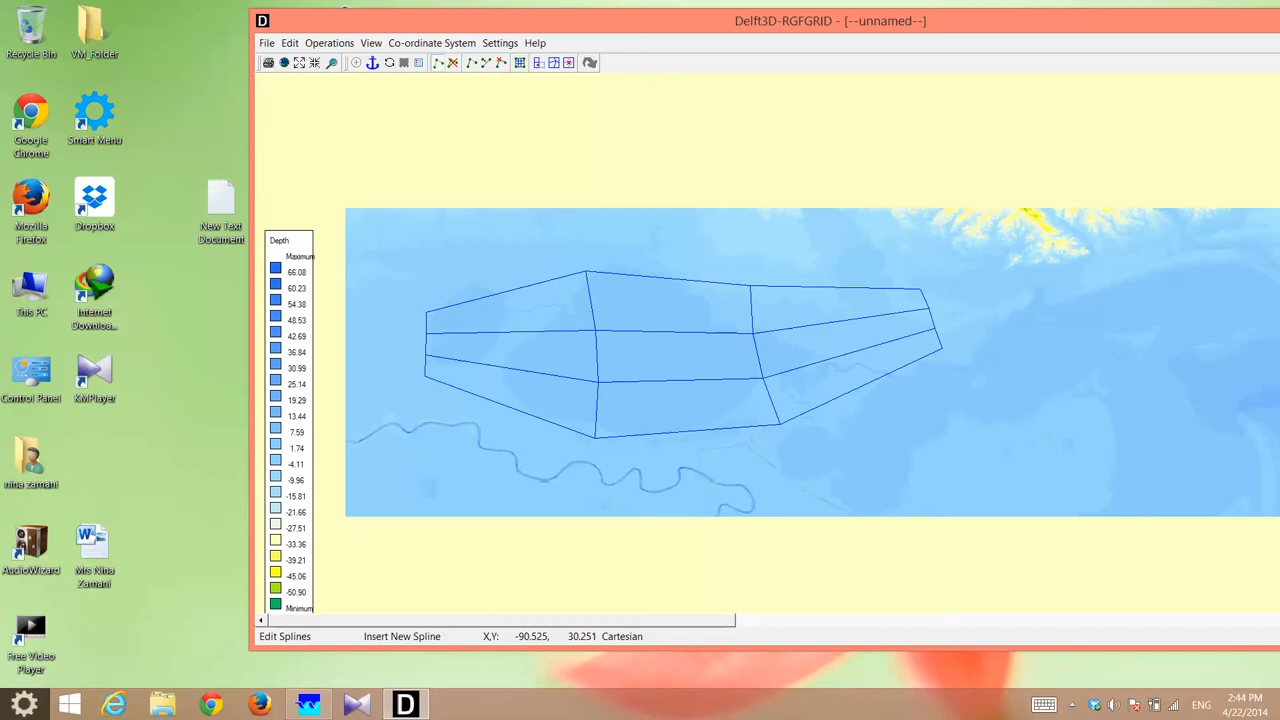 Recycle Bin
VM_Folder
Google
Chrome
Smart Menu
Mozilla
Firefox
Dropbox
New Text
Document
This PC
Internet
Downloa...
Control Panel
KMPlayer
nina zamani
AudioWizard
Mrs Nina
Zamani
Free Video
Player
D
Delft3D-RGFGRID - [--unnamed--]
File Edit Operations View Co-ordinate System Settings Help
Depth
Maximum
66.08
60.23
54.38
48.53
42.69
36.84
30.99
25.14
19.29
13.44
7.59
1.74
-4.11
-9.96
-15.81
-21.66
-27.51
-33.36
-39.21
-45.06
-50.90
Minimum
Edit Splines Insert New Spline X,Y: -90.525, 30.251 Cartesian
D
ENG
2:44 PM
4/22/2014